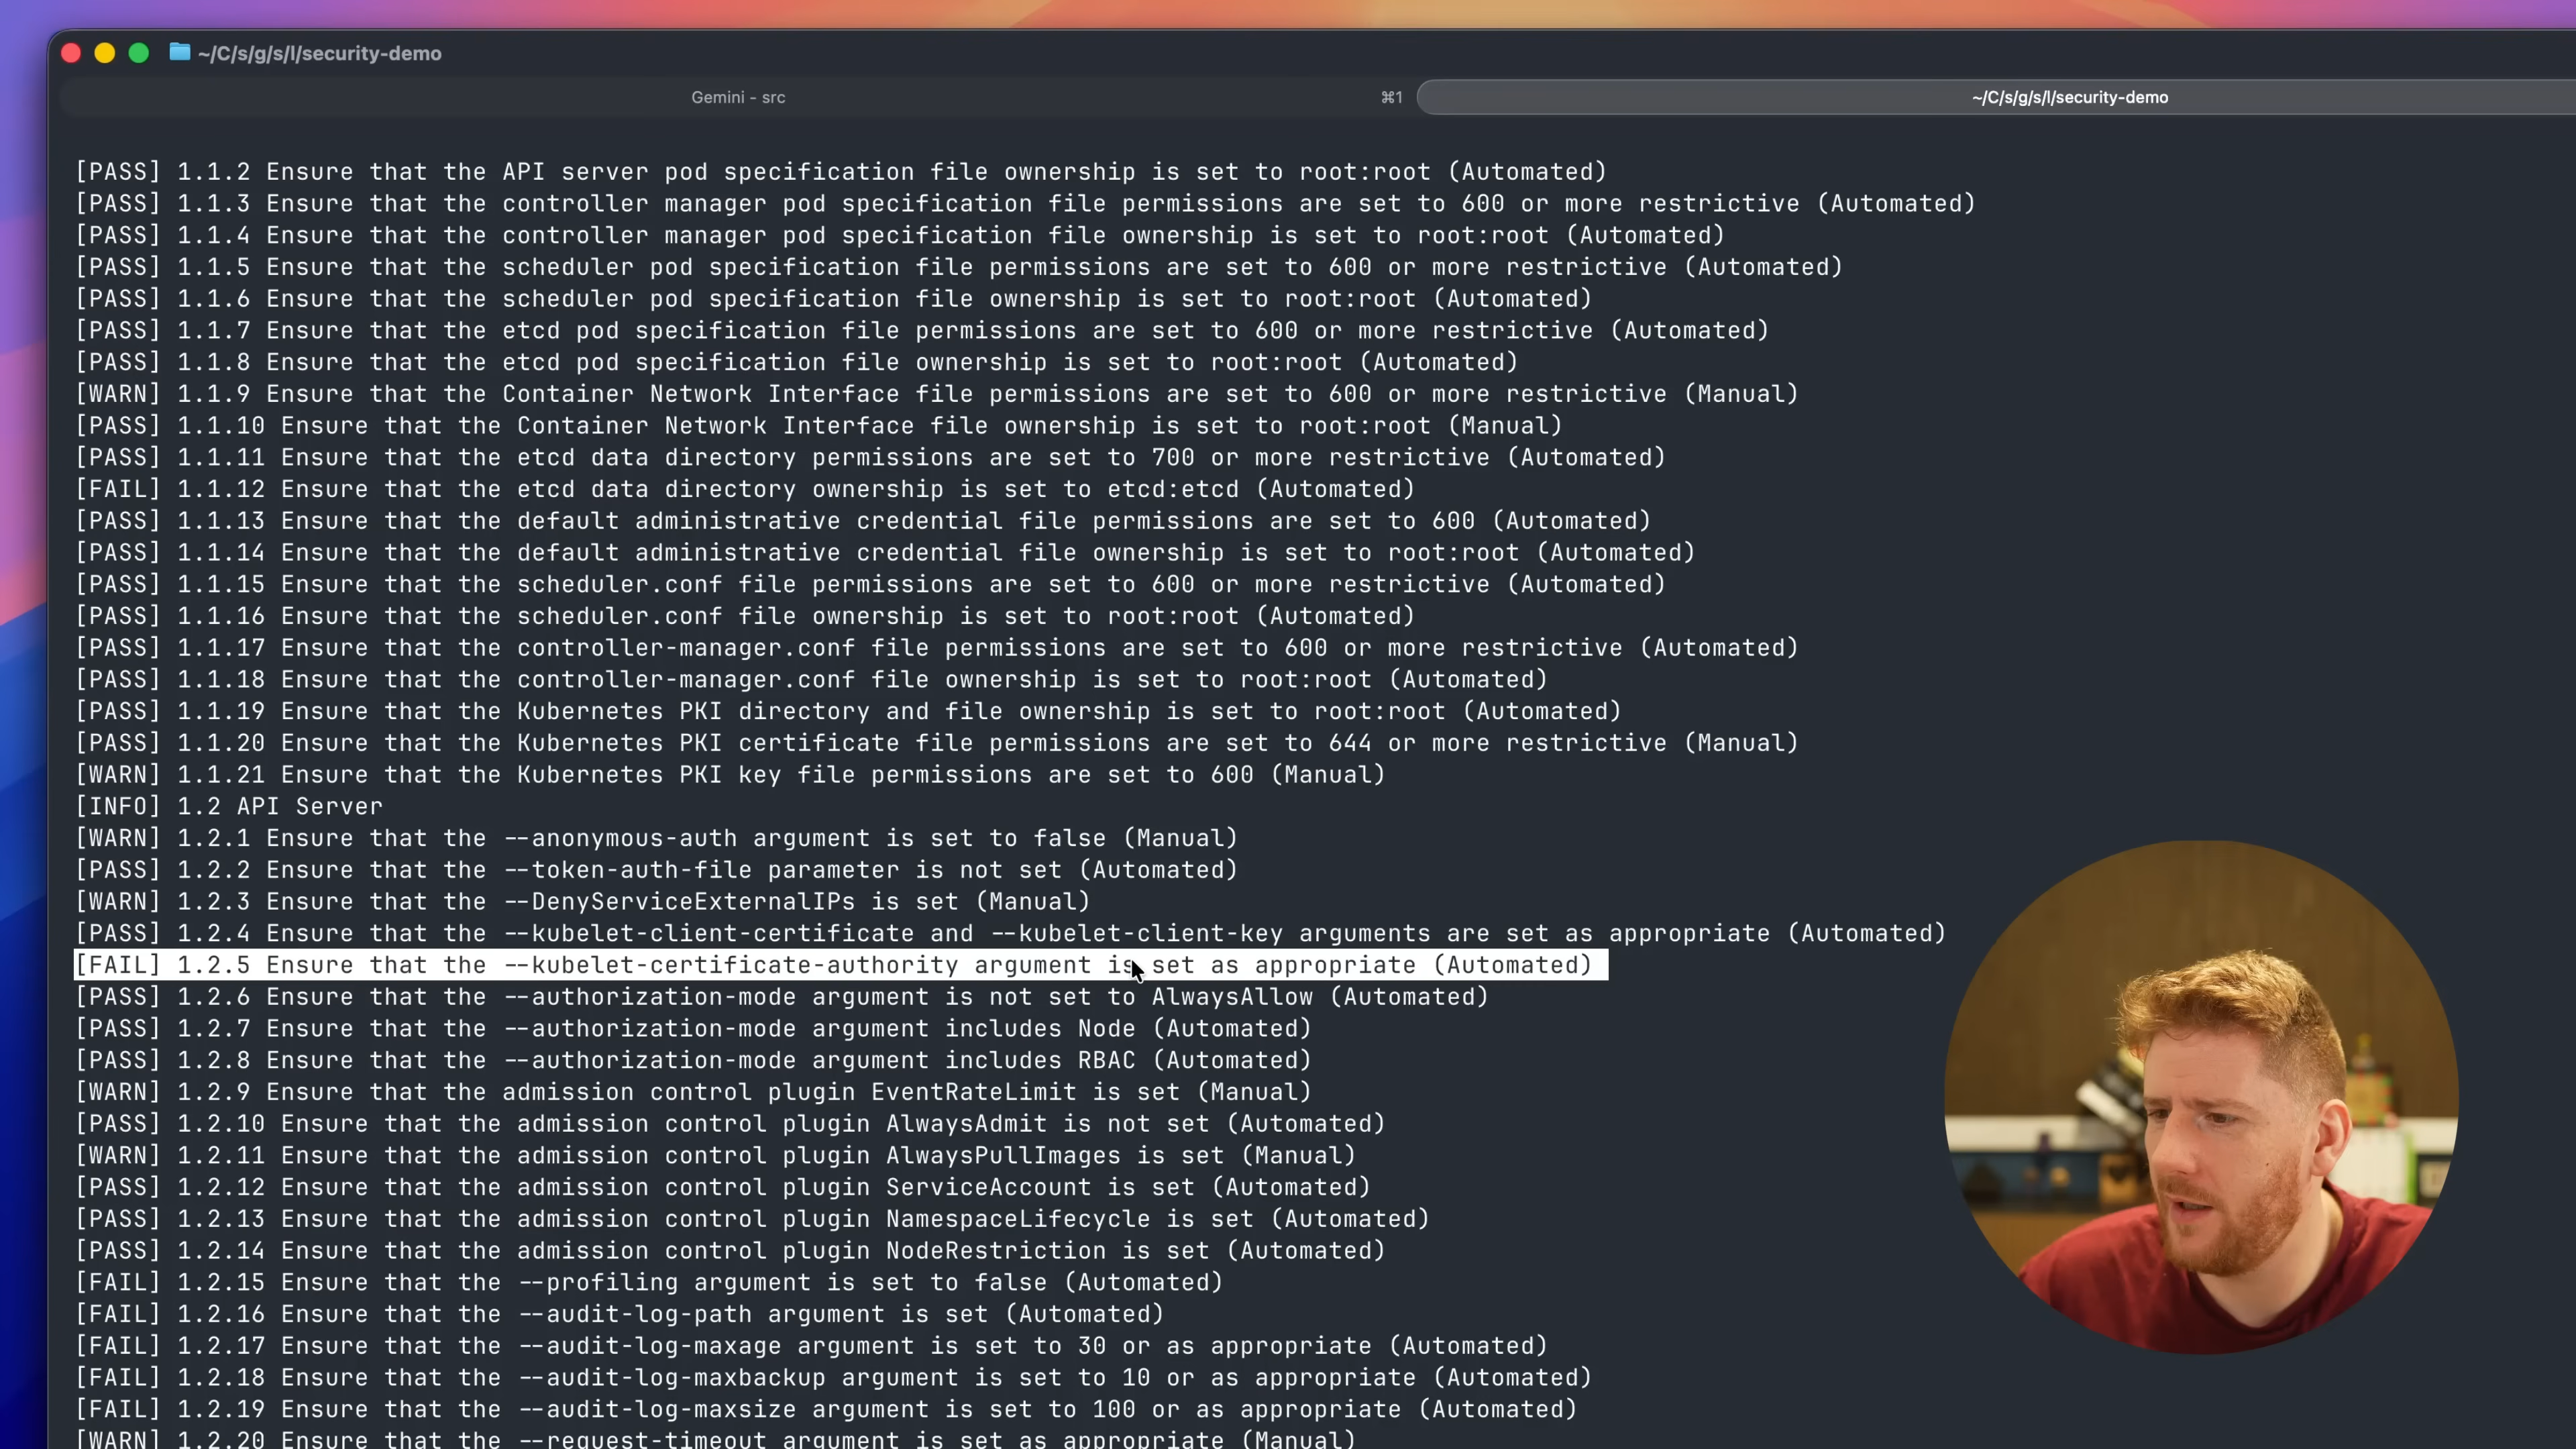 ~/C/s/g/s/l/security-demo
Gemini - src ⌘1 ~/C/s/g/s/l/security-demo
[PASS] 1.1.2 Ensure that the API server pod specification file ownership is set to root:root (Automated)
[PASS] 1.1.3 Ensure that the controller manager pod specification file permissions are set to 600 or more restrictive (Automated)
[PASS] 1.1.4 Ensure that the controller manager pod specification file ownership is set to root:root (Automated)
[PASS] 1.1.5 Ensure that the scheduler pod specification file permissions are set to 600 or more restrictive (Automated)
[PASS] 1.1.6 Ensure that the scheduler pod specification file ownership is set to root:root (Automated)
[PASS] 1.1.7 Ensure that the etcd pod specification file permissions are set to 600 or more restrictive (Automated)
[PASS] 1.1.8 Ensure that the etcd pod specification file ownership is set to root:root (Automated)
[WARN] 1.1.9 Ensure that the Container Network Interface file permissions are set to 600 or more restrictive (Manual)
[PASS] 1.1.10 Ensure that the Container Network Interface file ownership is set to root:root (Manual)
[PASS] 1.1.11 Ensure that the etcd data directory permissions are set to 700 or more restrictive (Automated)
[FAIL] 1.1.12 Ensure that the etcd data directory ownership is set to etcd:etcd (Automated)
[PASS] 1.1.13 Ensure that the default administrative credential file permissions are set to 600 (Automated)
[PASS] 1.1.14 Ensure that the default administrative credential file ownership is set to root:root (Automated)
[PASS] 1.1.15 Ensure that the scheduler.conf file permissions are set to 600 or more restrictive (Automated)
[PASS] 1.1.16 Ensure that the scheduler.conf file ownership is set to root:root (Automated)
[PASS] 1.1.17 Ensure that the controller-manager.conf file permissions are set to 600 or more restrictive (Automated)
[PASS] 1.1.18 Ensure that the controller-manager.conf file ownership is set to root:root (Automated)
[PASS] 1.1.19 Ensure that the Kubernetes PKI directory and file ownership is set to root:root (Automated)
[PASS] 1.1.20 Ensure that the Kubernetes PKI certificate file permissions are set to 644 or more restrictive (Manual)
[WARN] 1.1.21 Ensure that the Kubernetes PKI key file permissions are set to 600 (Manual)
[INFO] 1.2 API Server
[WARN] 1.2.1 Ensure that the --anonymous-auth argument is set to false (Manual)
[PASS] 1.2.2 Ensure that the --token-auth-file parameter is not set (Automated)
[WARN] 1.2.3 Ensure that the --DenyServiceExternalIPs is set (Manual)
[PASS] 1.2.4 Ensure that the --kubelet-client-certificate and --kubelet-client-key arguments are set as appropriate (Automated)
[FAIL] 1.2.5 Ensure that the --kubelet-certificate-authority argument is set as appropriate (Automated)
[PASS] 1.2.6 Ensure that the --authorization-mode argument is not set to AlwaysAllow (Automated)
[PASS] 1.2.7 Ensure that the --authorization-mode argument includes Node (Automated)
[PASS] 1.2.8 Ensure that the --authorization-mode argument includes RBAC (Automated)
[WARN] 1.2.9 Ensure that the admission control plugin EventRateLimit is set (Manual)
[PASS] 1.2.10 Ensure that the admission control plugin AlwaysAdmit is not set (Automated)
[WARN] 1.2.11 Ensure that the admission control plugin AlwaysPullImages is set (Manual)
[PASS] 1.2.12 Ensure that the admission control plugin ServiceAccount is set (Automated)
[PASS] 1.2.13 Ensure that the admission control plugin NamespaceLifecycle is set (Automated)
[PASS] 1.2.14 Ensure that the admission control plugin NodeRestriction is set (Automated)
[FAIL] 1.2.15 Ensure that the --profiling argument is set to false (Automated)
[FAIL] 1.2.16 Ensure that the --audit-log-path argument is set (Automated)
[FAIL] 1.2.17 Ensure that the --audit-log-maxage argument is set to 30 or as appropriate (Automated)
[FAIL] 1.2.18 Ensure that the --audit-log-maxbackup argument is set to 10 or as appropriate (Automated)
[FAIL] 1.2.19 Ensure that the --audit-log-maxsize argument is set to 100 or as appropriate (Automated)
[WARN] 1.2.20 Ensure that the --request-timeout argument is set as appropriate (Manual)